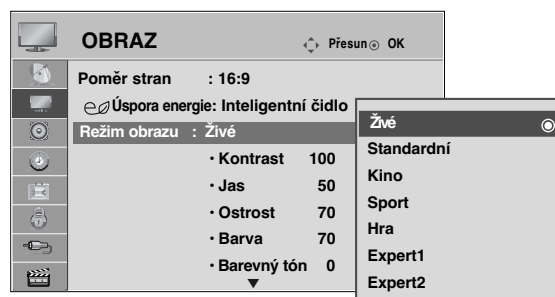 OBRAZ
Přesun OK
Poměr stran : 16:9
Úspora energie: Inteligentní čidlo
Režim obrazu : Živé
• Kontrast 100
• Jas 50
• Ostrost 70
• Barva 70
• Barevný tón 0
Živé
Standardní
Kino
Sport
Hra
Expert1
Expert2